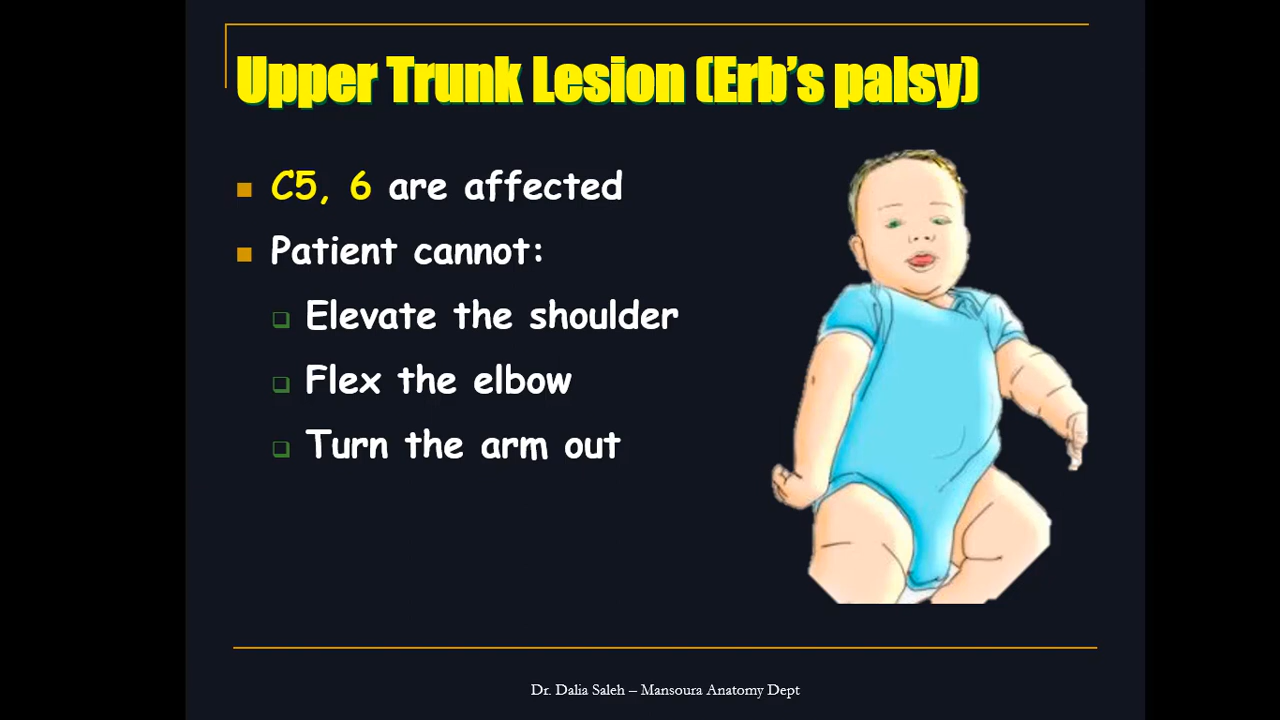 Upper Trunk Lesion (Erb’s palsy)
C5, 6 are affected
Patient cannot:
Elevate the shoulder
Flex the elbow
Turn the arm out
Dr. Dalia Saleh – Mansoura Anatomy Dept